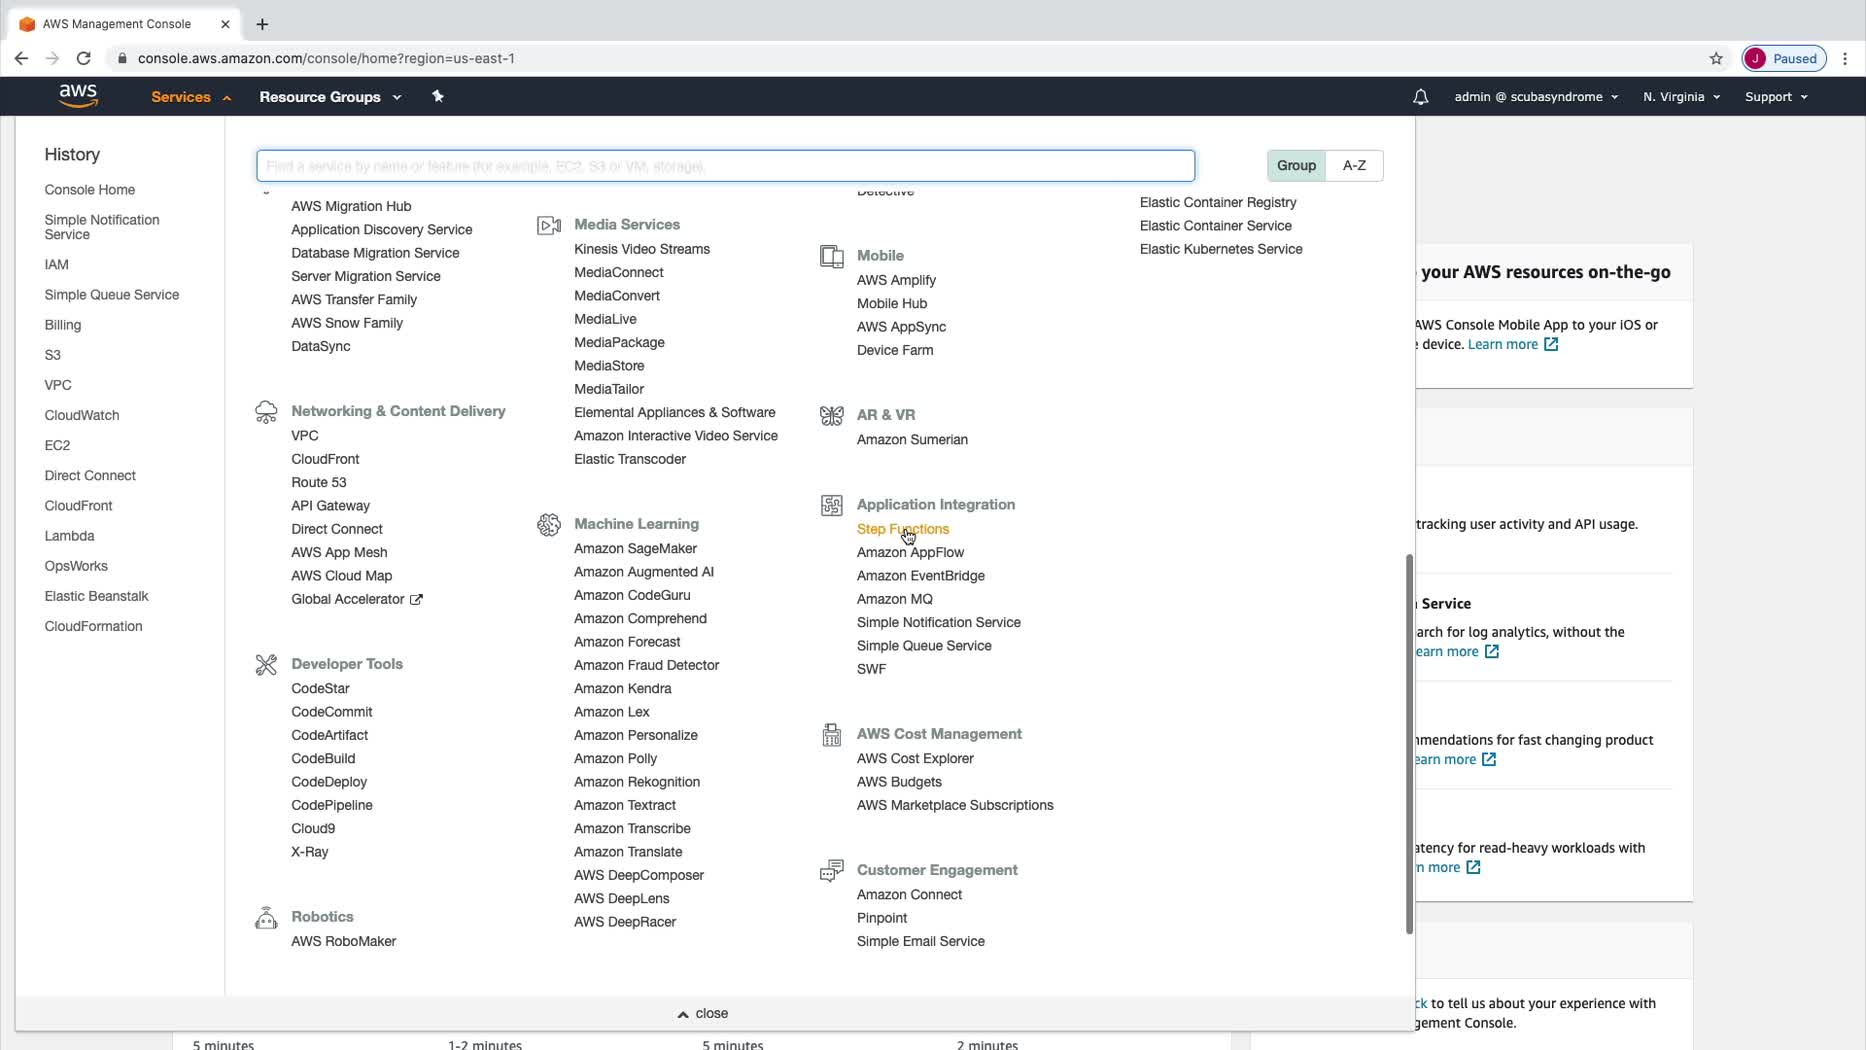 AWS Management Console
console.aws.amazon.com/console/home?region=us-east-1
J Paused
aws
Services
Resource Groups
admin @ scubasyndrome
N. Virginia
Support
History
Console Home
Simple Notification
Service
IAM
Simple Queue Service
Billing
S3
VPC
CloudWatch
EC2
Direct Connect
CloudFront
Lambda
OpsWorks
Elastic Beanstalk
CloudFormation
Find a service by name or feature (for example, EC2, S3 or VM, storage).
Group
A-Z
AWS Migration Hub
Application Discovery Service
Database Migration Service
Server Migration Service
AWS Transfer Family
AWS Snow Family
DataSync
Networking & Content Delivery
VPC
CloudFront
Route 53
API Gateway
Direct Connect
AWS App Mesh
AWS Cloud Map
Global Accelerator
Developer Tools
CodeStar
CodeCommit
CodeArtifact
CodeBuild
CodeDeploy
CodePipeline
Cloud9
X-Ray
Robotics
AWS RoboMaker
Media Services
Kinesis Video Streams
MediaConnect
MediaConvert
MediaLive
MediaPackage
MediaStore
MediaTailor
Elemental Appliances & Software
Amazon Interactive Video Service
Elastic Transcoder
Machine Learning
Amazon SageMaker
Amazon Augmented AI
Amazon CodeGuru
Amazon Comprehend
Amazon Forecast
Amazon Fraud Detector
Amazon Kendra
Amazon Lex
Amazon Personalize
Amazon Polly
Amazon Rekognition
Amazon Textract
Amazon Transcribe
Amazon Translate
AWS DeepComposer
AWS DeepLens
AWS DeepRacer
Detective
Mobile
AWS Amplify
Mobile Hub
AWS AppSync
Device Farm
AR & VR
Amazon Sumerian
Application Integration
Step Functions
Amazon AppFlow
Amazon EventBridge
Amazon MQ
Simple Notification Service
Simple Queue Service
SWF
AWS Cost Management
AWS Cost Explorer
AWS Budgets
AWS Marketplace Subscriptions
Customer Engagement
Amazon Connect
Pinpoint
Simple Email Service
Elastic Container Registry
Elastic Container Service
Elastic Kubernetes Service
close
your AWS resources on-the-go
AWS Console Mobile App to your iOS or
device. Learn more
tracking user activity and API usage.
Service
arch for log analytics, without the
earn more
mendations for fast changing product
earn more
atency for read-heavy workloads with
n more
ck to tell us about your experience with
gement Console.
5 minutes
1-2 minutes
5 minutes
2 minutes